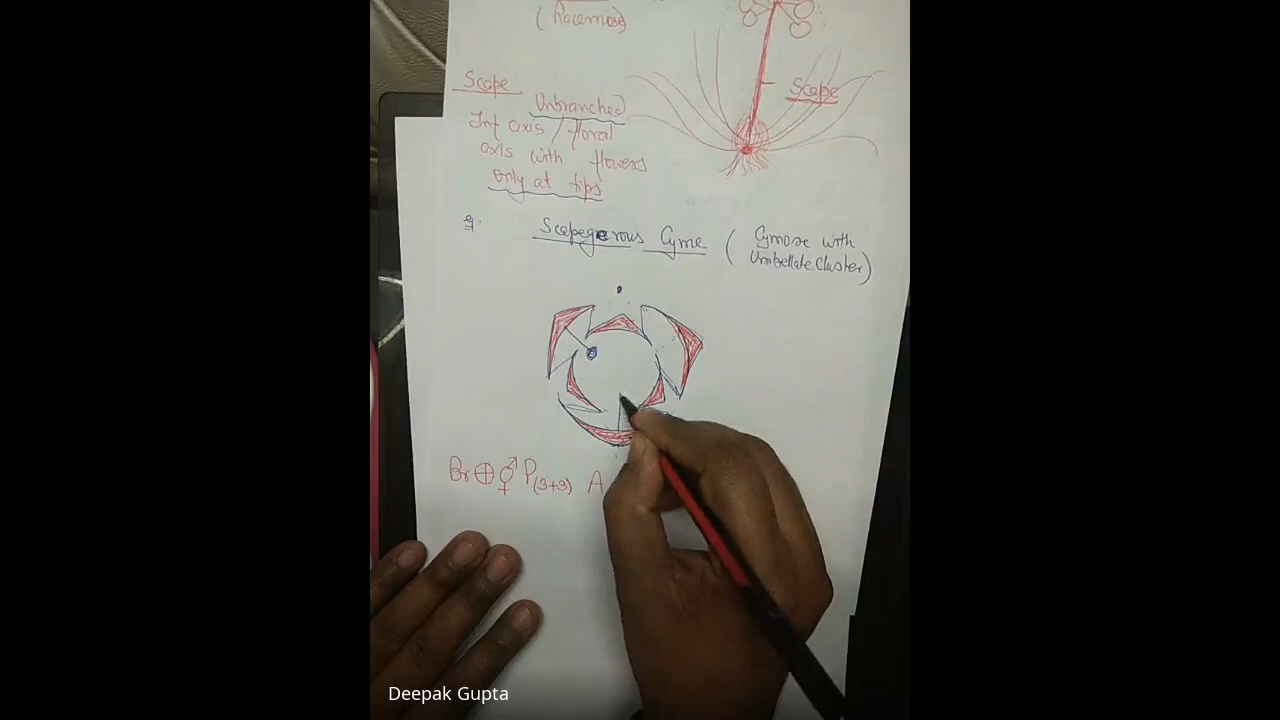 (Racemose)
Scape
Scape
Unbranched
Inf axis / floral
axis with flowers
only at tips
eg.
Scapegerous Cyme (Cymose with
Umbellate Cluster)
Br ⊕ ⚥ P(3+3) A
Deepak Gupta